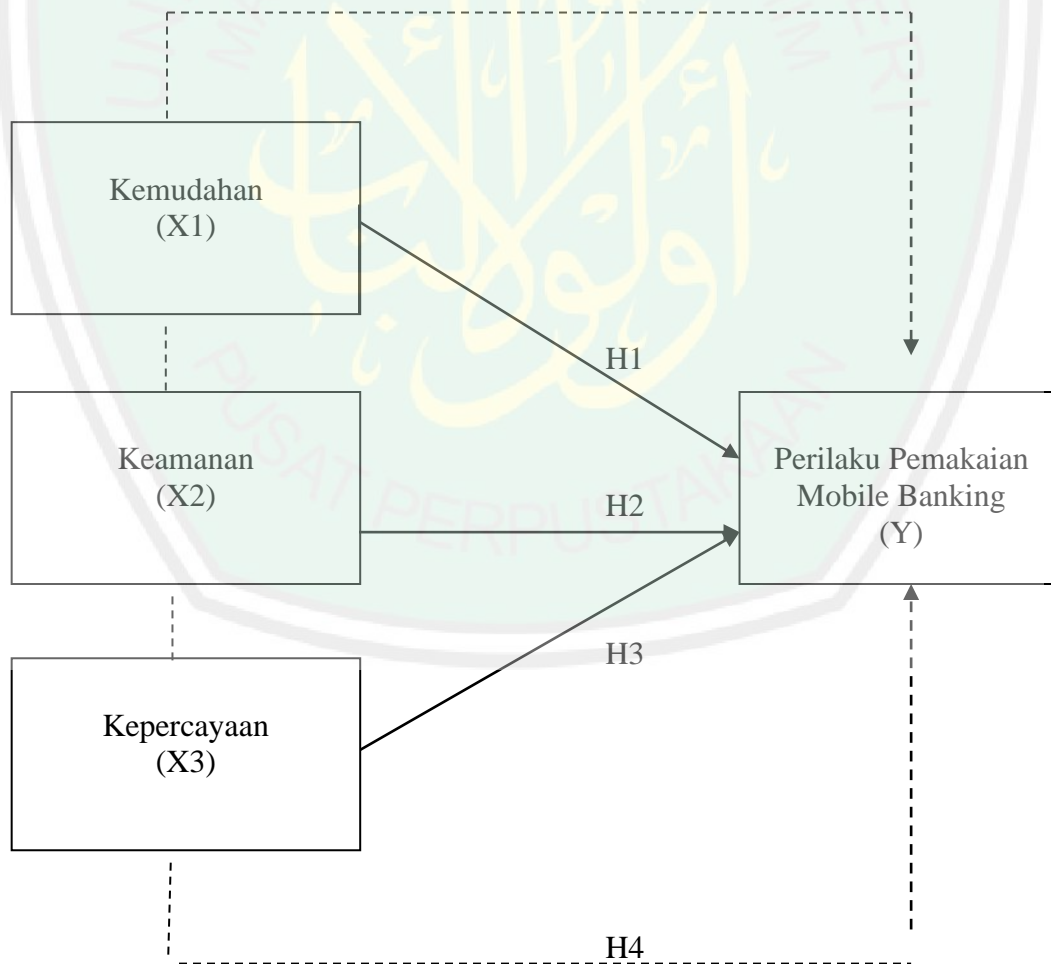 Kemudahan
(X1)
H1
Keamanan
(X2)
H2
Perilaku Pemakaian
Mobile Banking
(Y)
H3
Kepercayaan
(X3)
H4
PUSAT PERPUSTAKAAN